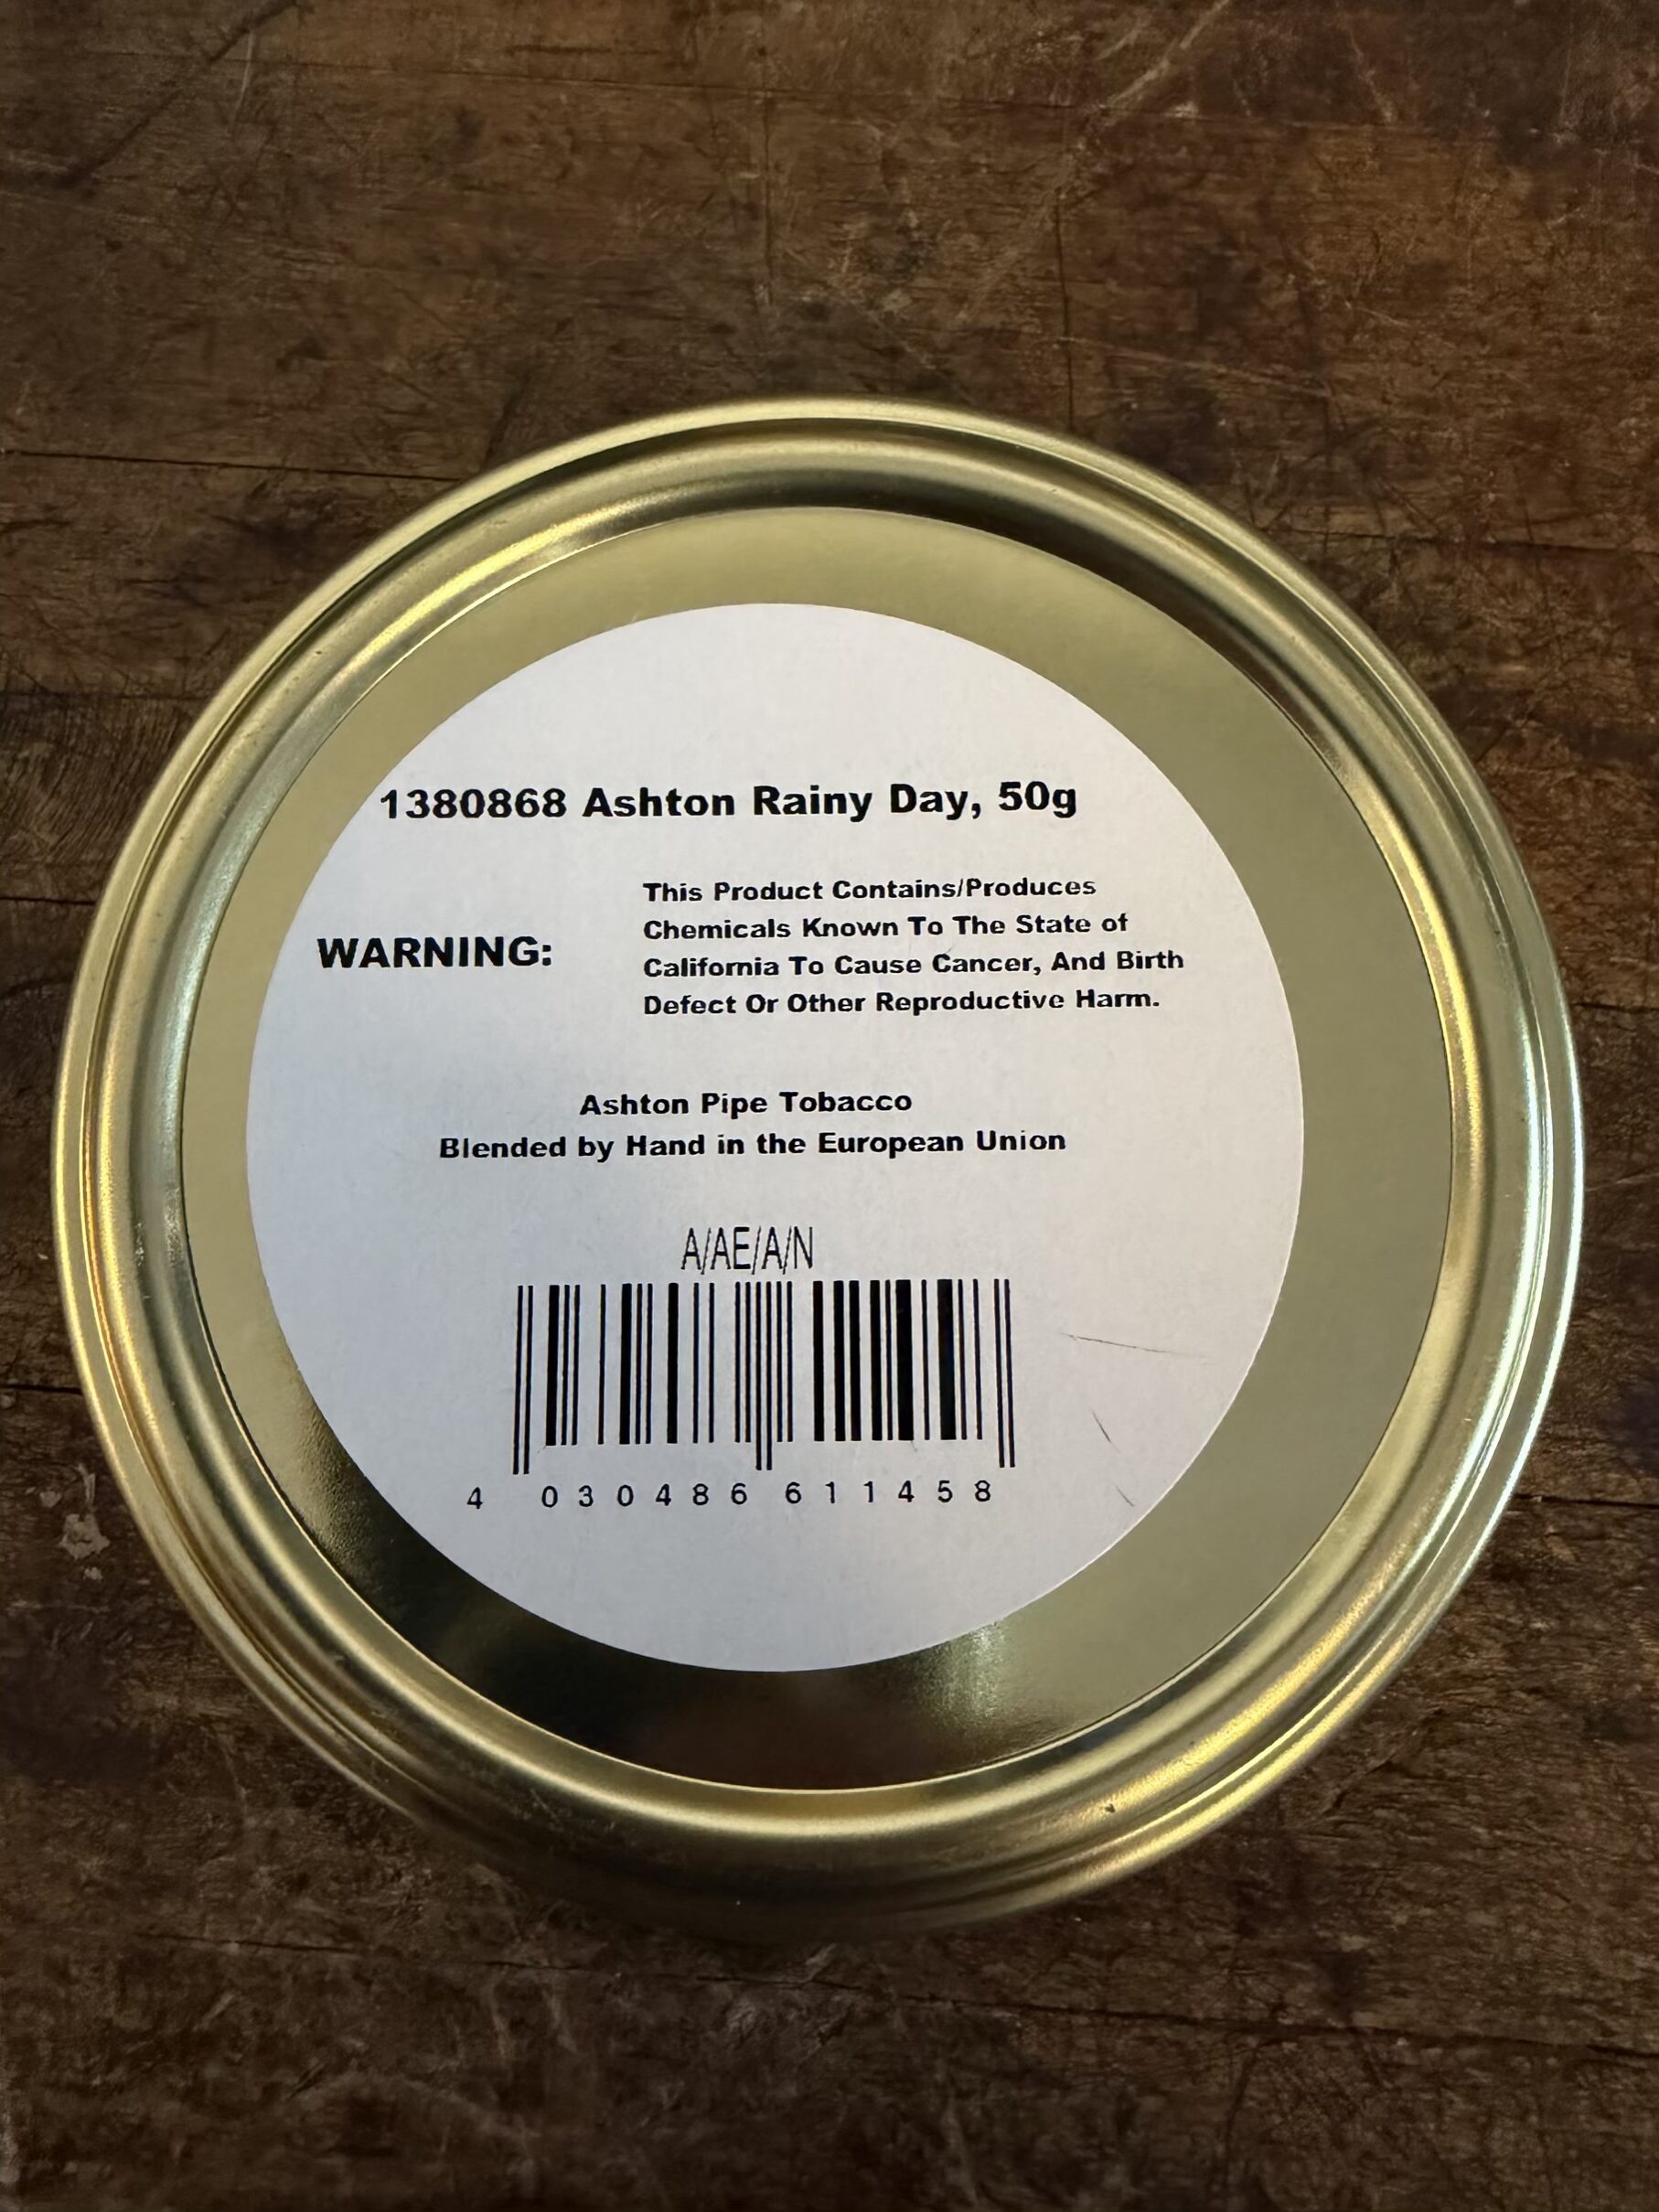 1380868 Ashton Rainy Day, 50g
WARNING:
This Product Contains/Produces
Chemicals Known To The State of
California To Cause Cancer, And Birth
Defect Or Other Reproductive Harm.
Ashton Pipe Tobacco
Blended by Hand in the European Union
A/AE/A/N
4 030486 611458